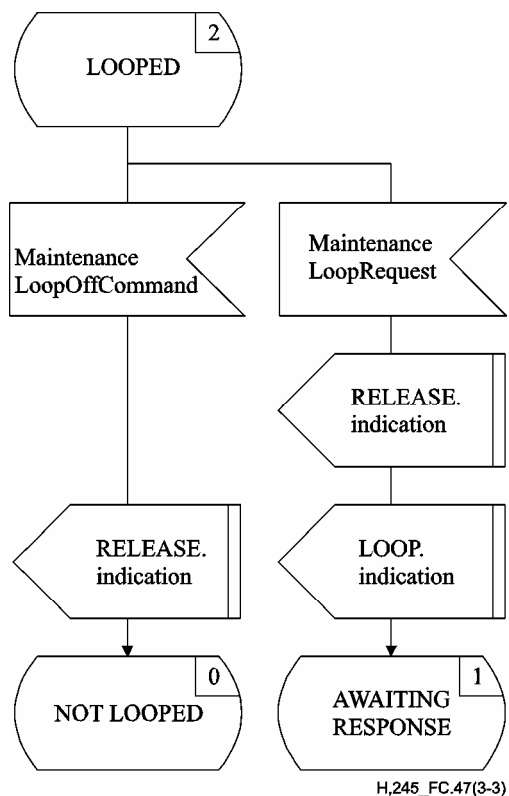 2
LOOPED
Maintenance
LoopOffCommand
Maintenance
LoopRequest
RELEASE.
indication
RELEASE.
indication
LOOP.
indication
0
NOT LOOPED
1
AWAITING
RESPONSE
H,245_FC.47(3-3)